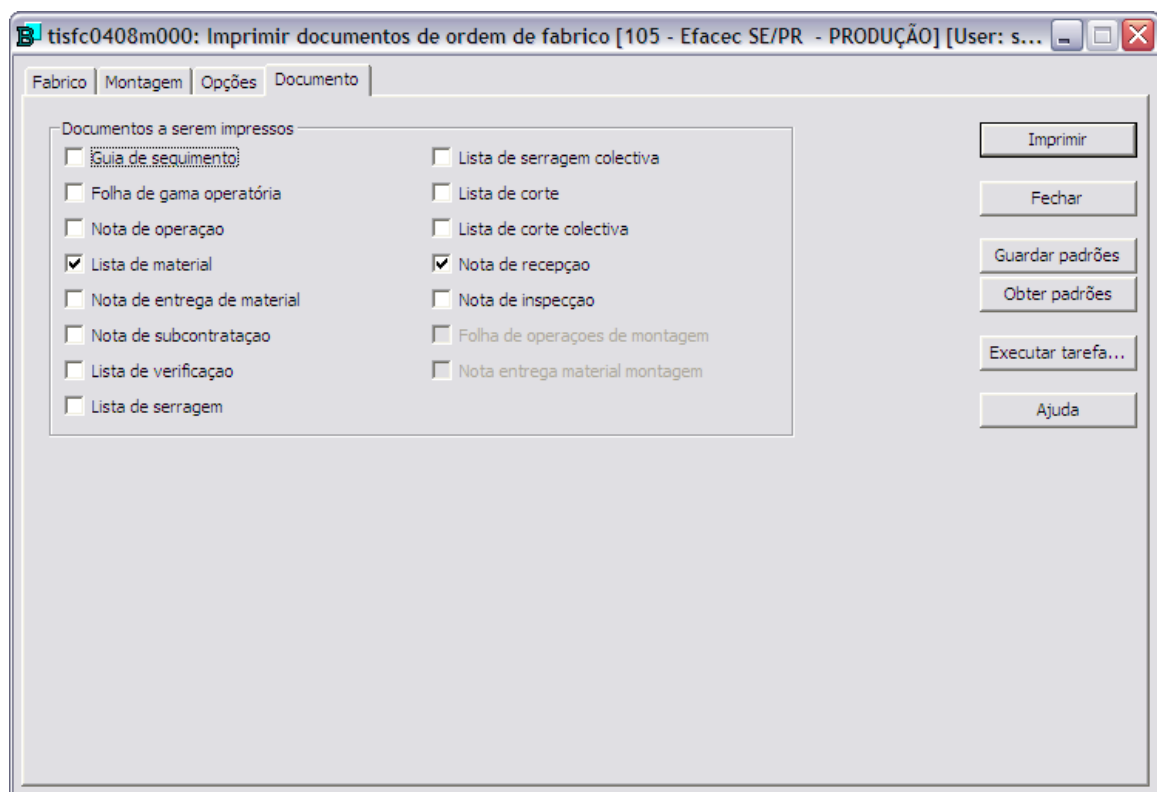 tisfc0408m000: Imprimir documentos de ordem de fabrico [105 - Efacec SE/PR - PRODUÇÃO] [User: s...
Fabrico Montagem Opções Documento
Documentos a serem impressos
Guia de sequimento
Folha de gama operatória
Nota de operaçao
Lista de material
Nota de entrega de material
Nota de subcontrataçao
Lista de verificaçao
Lista de serragem
Lista de serragem colectiva
Lista de corte
Lista de corte colectiva
Nota de recepçao
Nota de inspecçao
Folha de operaçoes de montagem
Nota entrega material montagem
Imprimir
Fechar
Guardar padrões
Obter padrões
Executar tarefa...
Ajuda